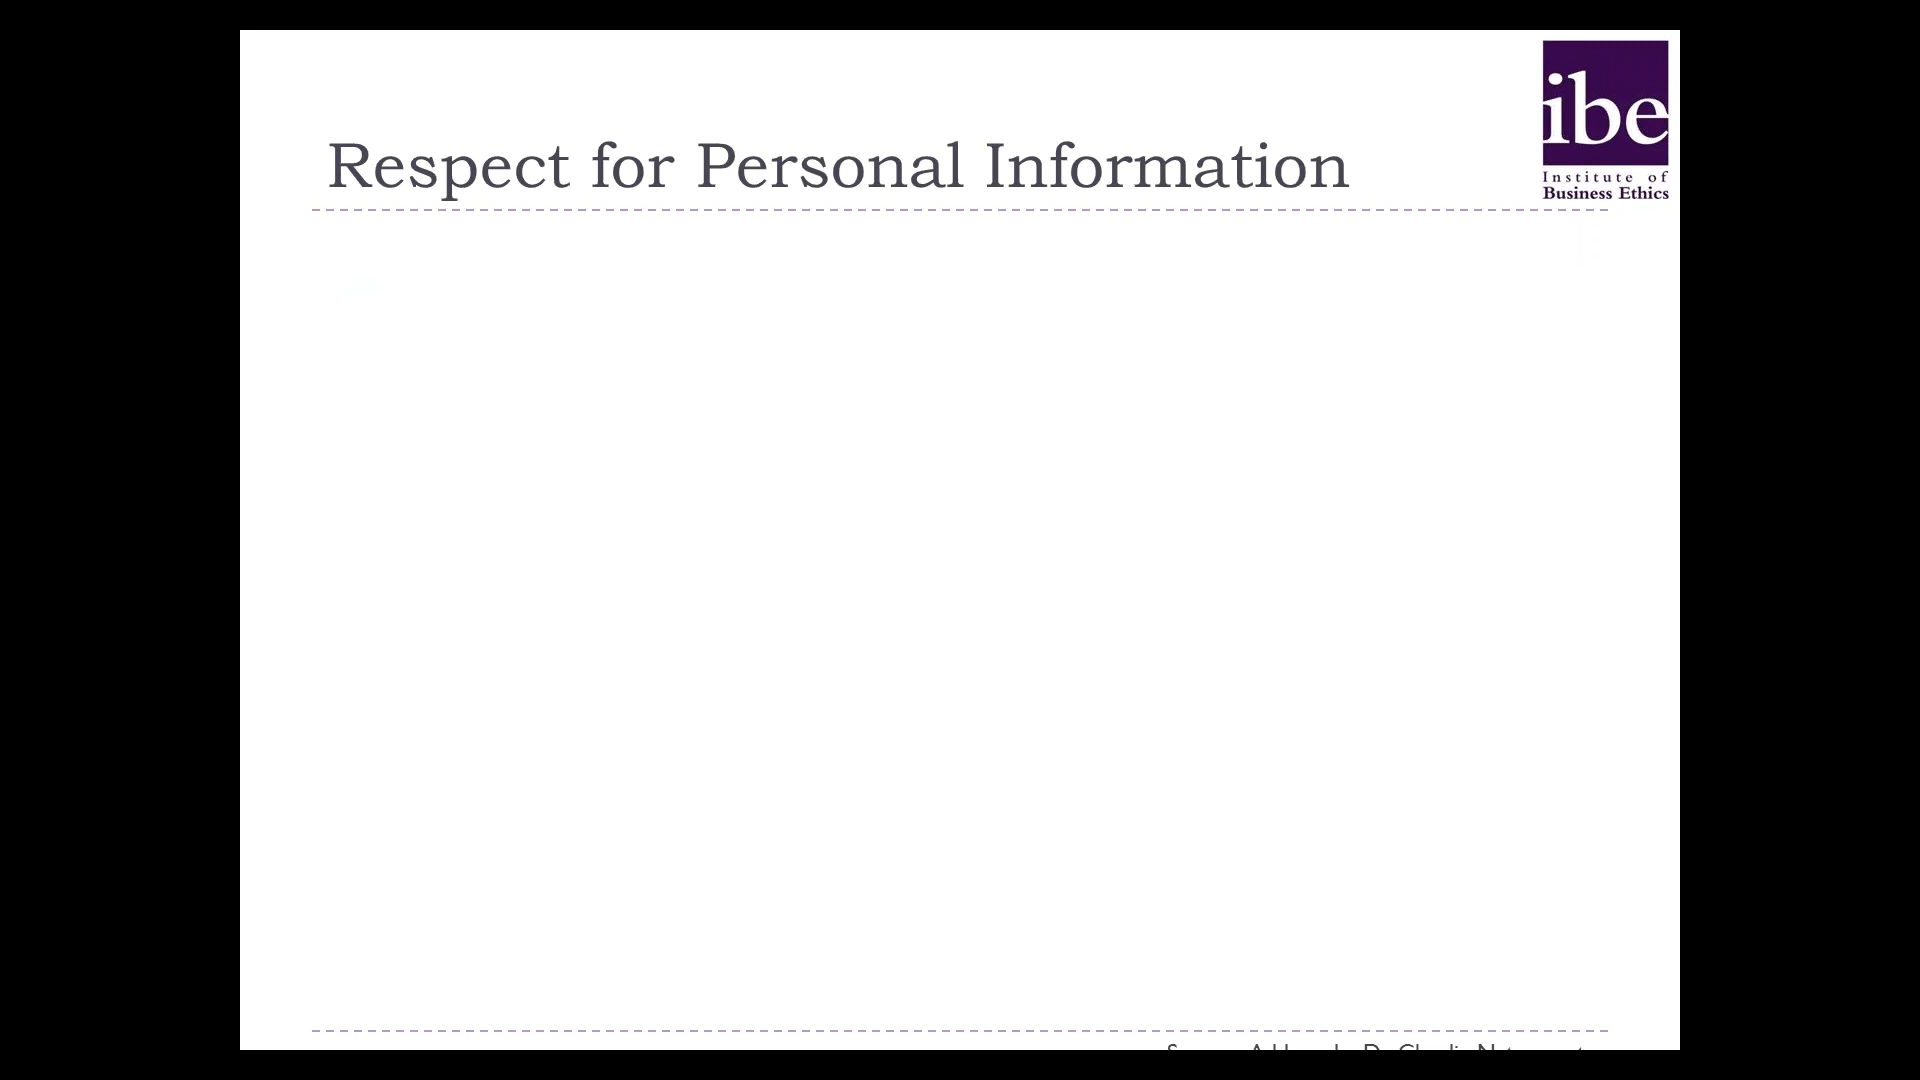 ibe
Institute of
Business Ethics
Respect for Personal Information